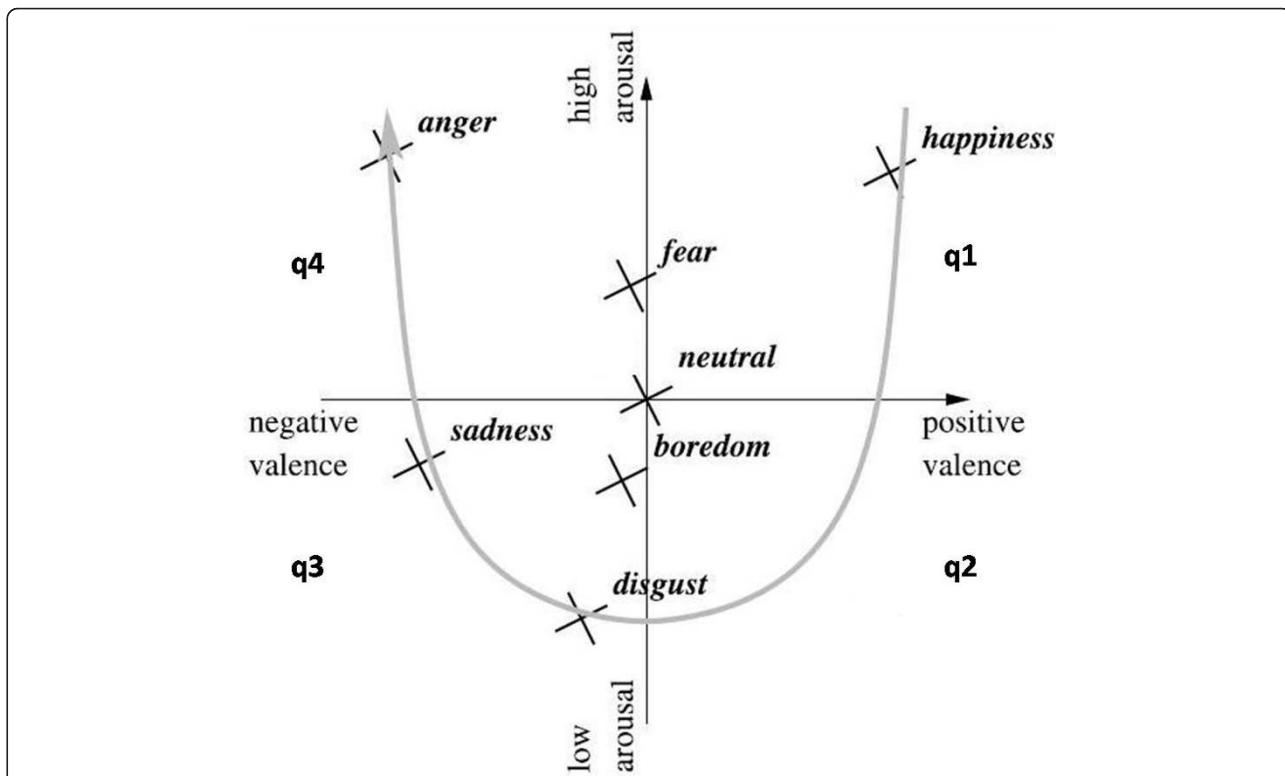 high
arousal
anger
happiness
fear
q4
q1
neutral
negative
valence
sadness
boredom
positive
valence
q3
q2
disgust
low
arousal